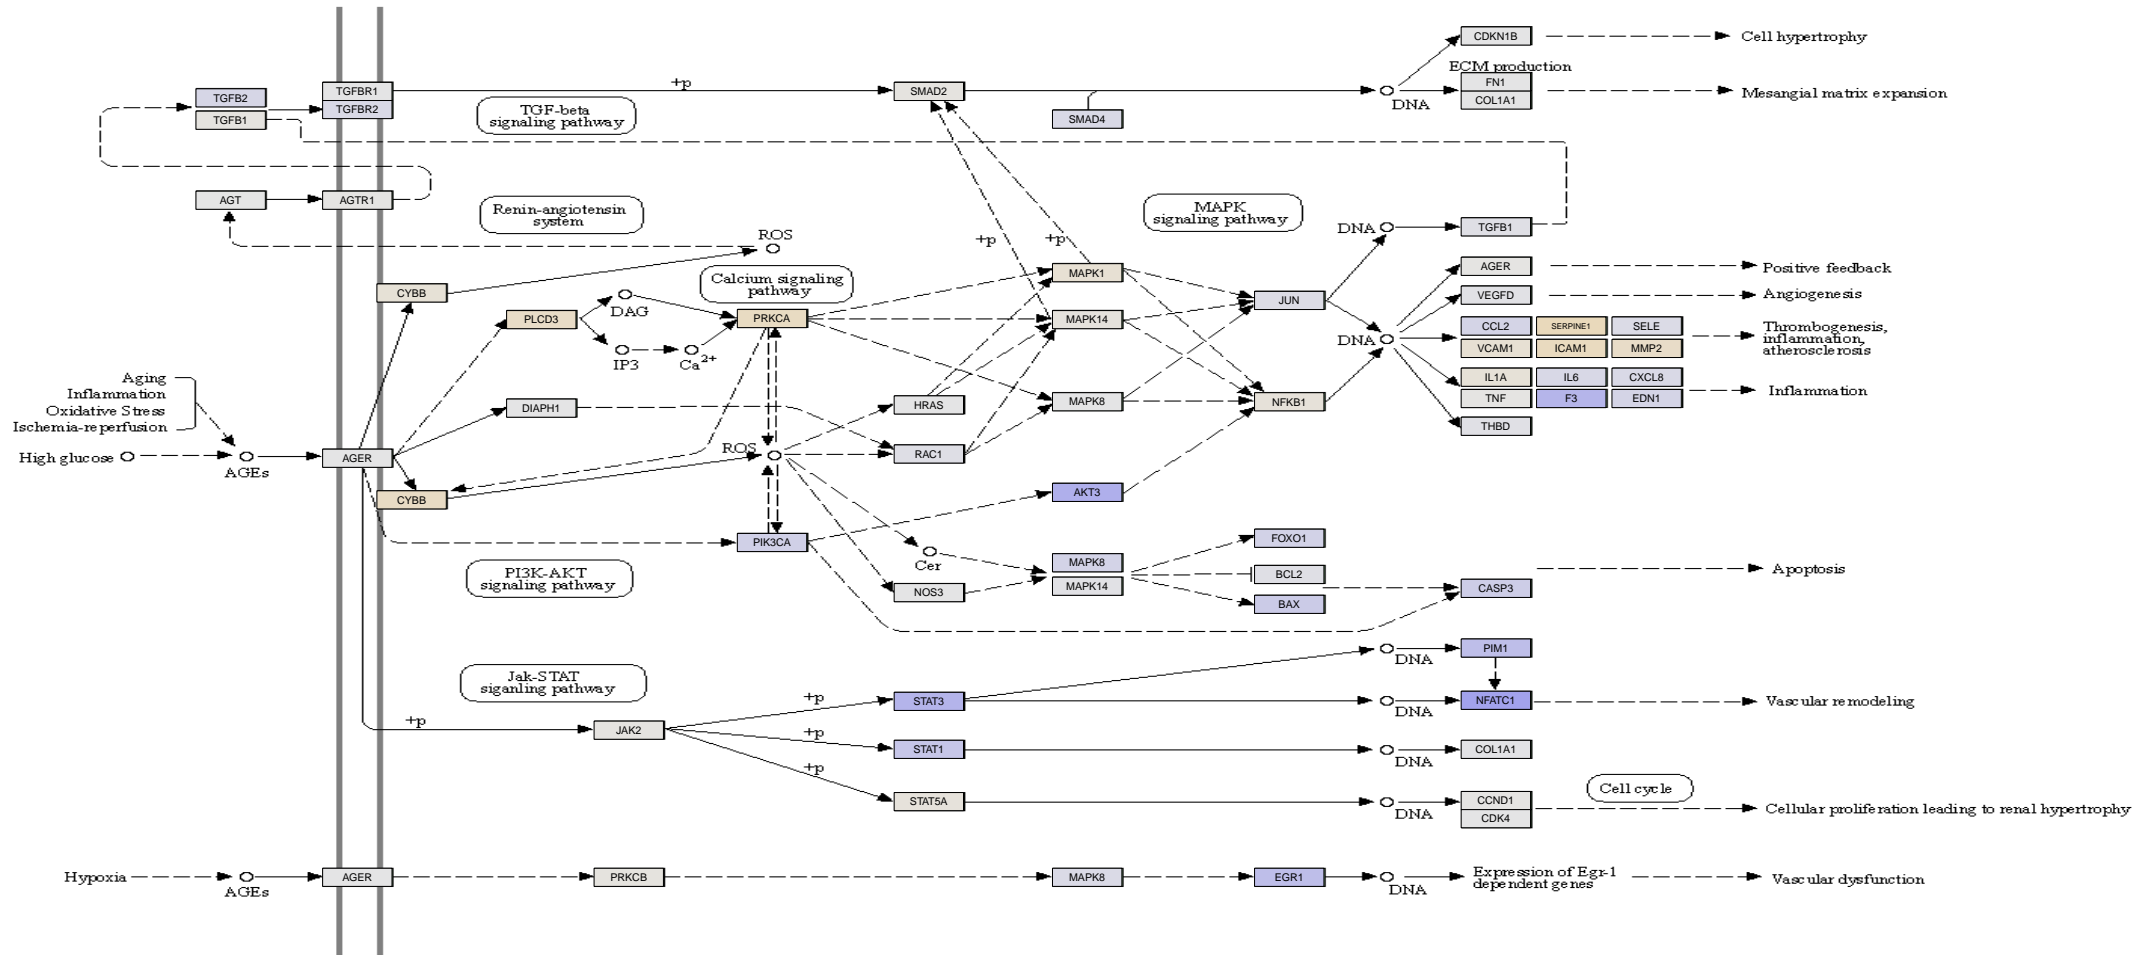 CDKN1B
Cell hypertrophy
ECM production
+p
TGFB2
TGFBR1
SMAD2
FN1
TGFB1
TGFBR2
TGF-beta
signaling pathway
SMAD4
DNA
COL1A1
Mesangial matrix expansion
AGT
AGTR1
Renin-angiotensin
system
MAPK
signaling pathway
ROS
+p
+p
DNA
TGFB1
CYBB
Calcium signaling
pathway
MAPK1
AGER
Positive feedback
DAG
JUN
VEGFD
Angiogenesis
PLCD3
PRKCA
MAPK14
CCL2
SERPINE1
SELE
Thrombogenesis,
inflammation,
atherosclerosis
IP3
Ca2+
DNA
VCAM1
ICAM1
MMP2
Aging
Inflammation
Oxidative Stress
Ischemia-reperfusion
IL1A
IL6
CXCL8
Inflammation
DIAPH1
HRAS
MAPK8
NFKB1
TNF
F3
EDN1
THBD
High glucose
AGEs
AGER
ROS
RAC1
CYBB
AKT3
PIK3CA
FOXO1
PI3K-AKT
signaling pathway
Cer
MAPK8
BCL2
Apoptosis
NOS3
MAPK14
BAX
CASP3
DNA
PIM1
Jak-STAT
siganling pathway
+p
STAT3
DNA
NFATC1
Vascular remodeling
+p
JAK2
+p
STAT1
DNA
COL1A1
+p
STAT5A
DNA
CCND1
CDK4
Cell cycle
Cellular proliferation leading to renal hypertrophy
Hypoxia
AGEs
AGER
PRKCB
MAPK8
EGR1
DNA
Expression of Egr-1
dependent genes
Vascular dysfunction